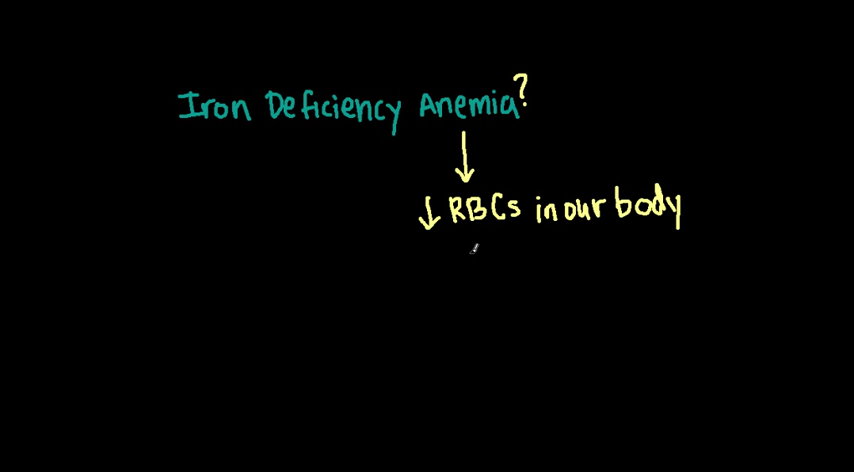 Iron Deficiency Anemia?
↓
↓ RBCs in our body